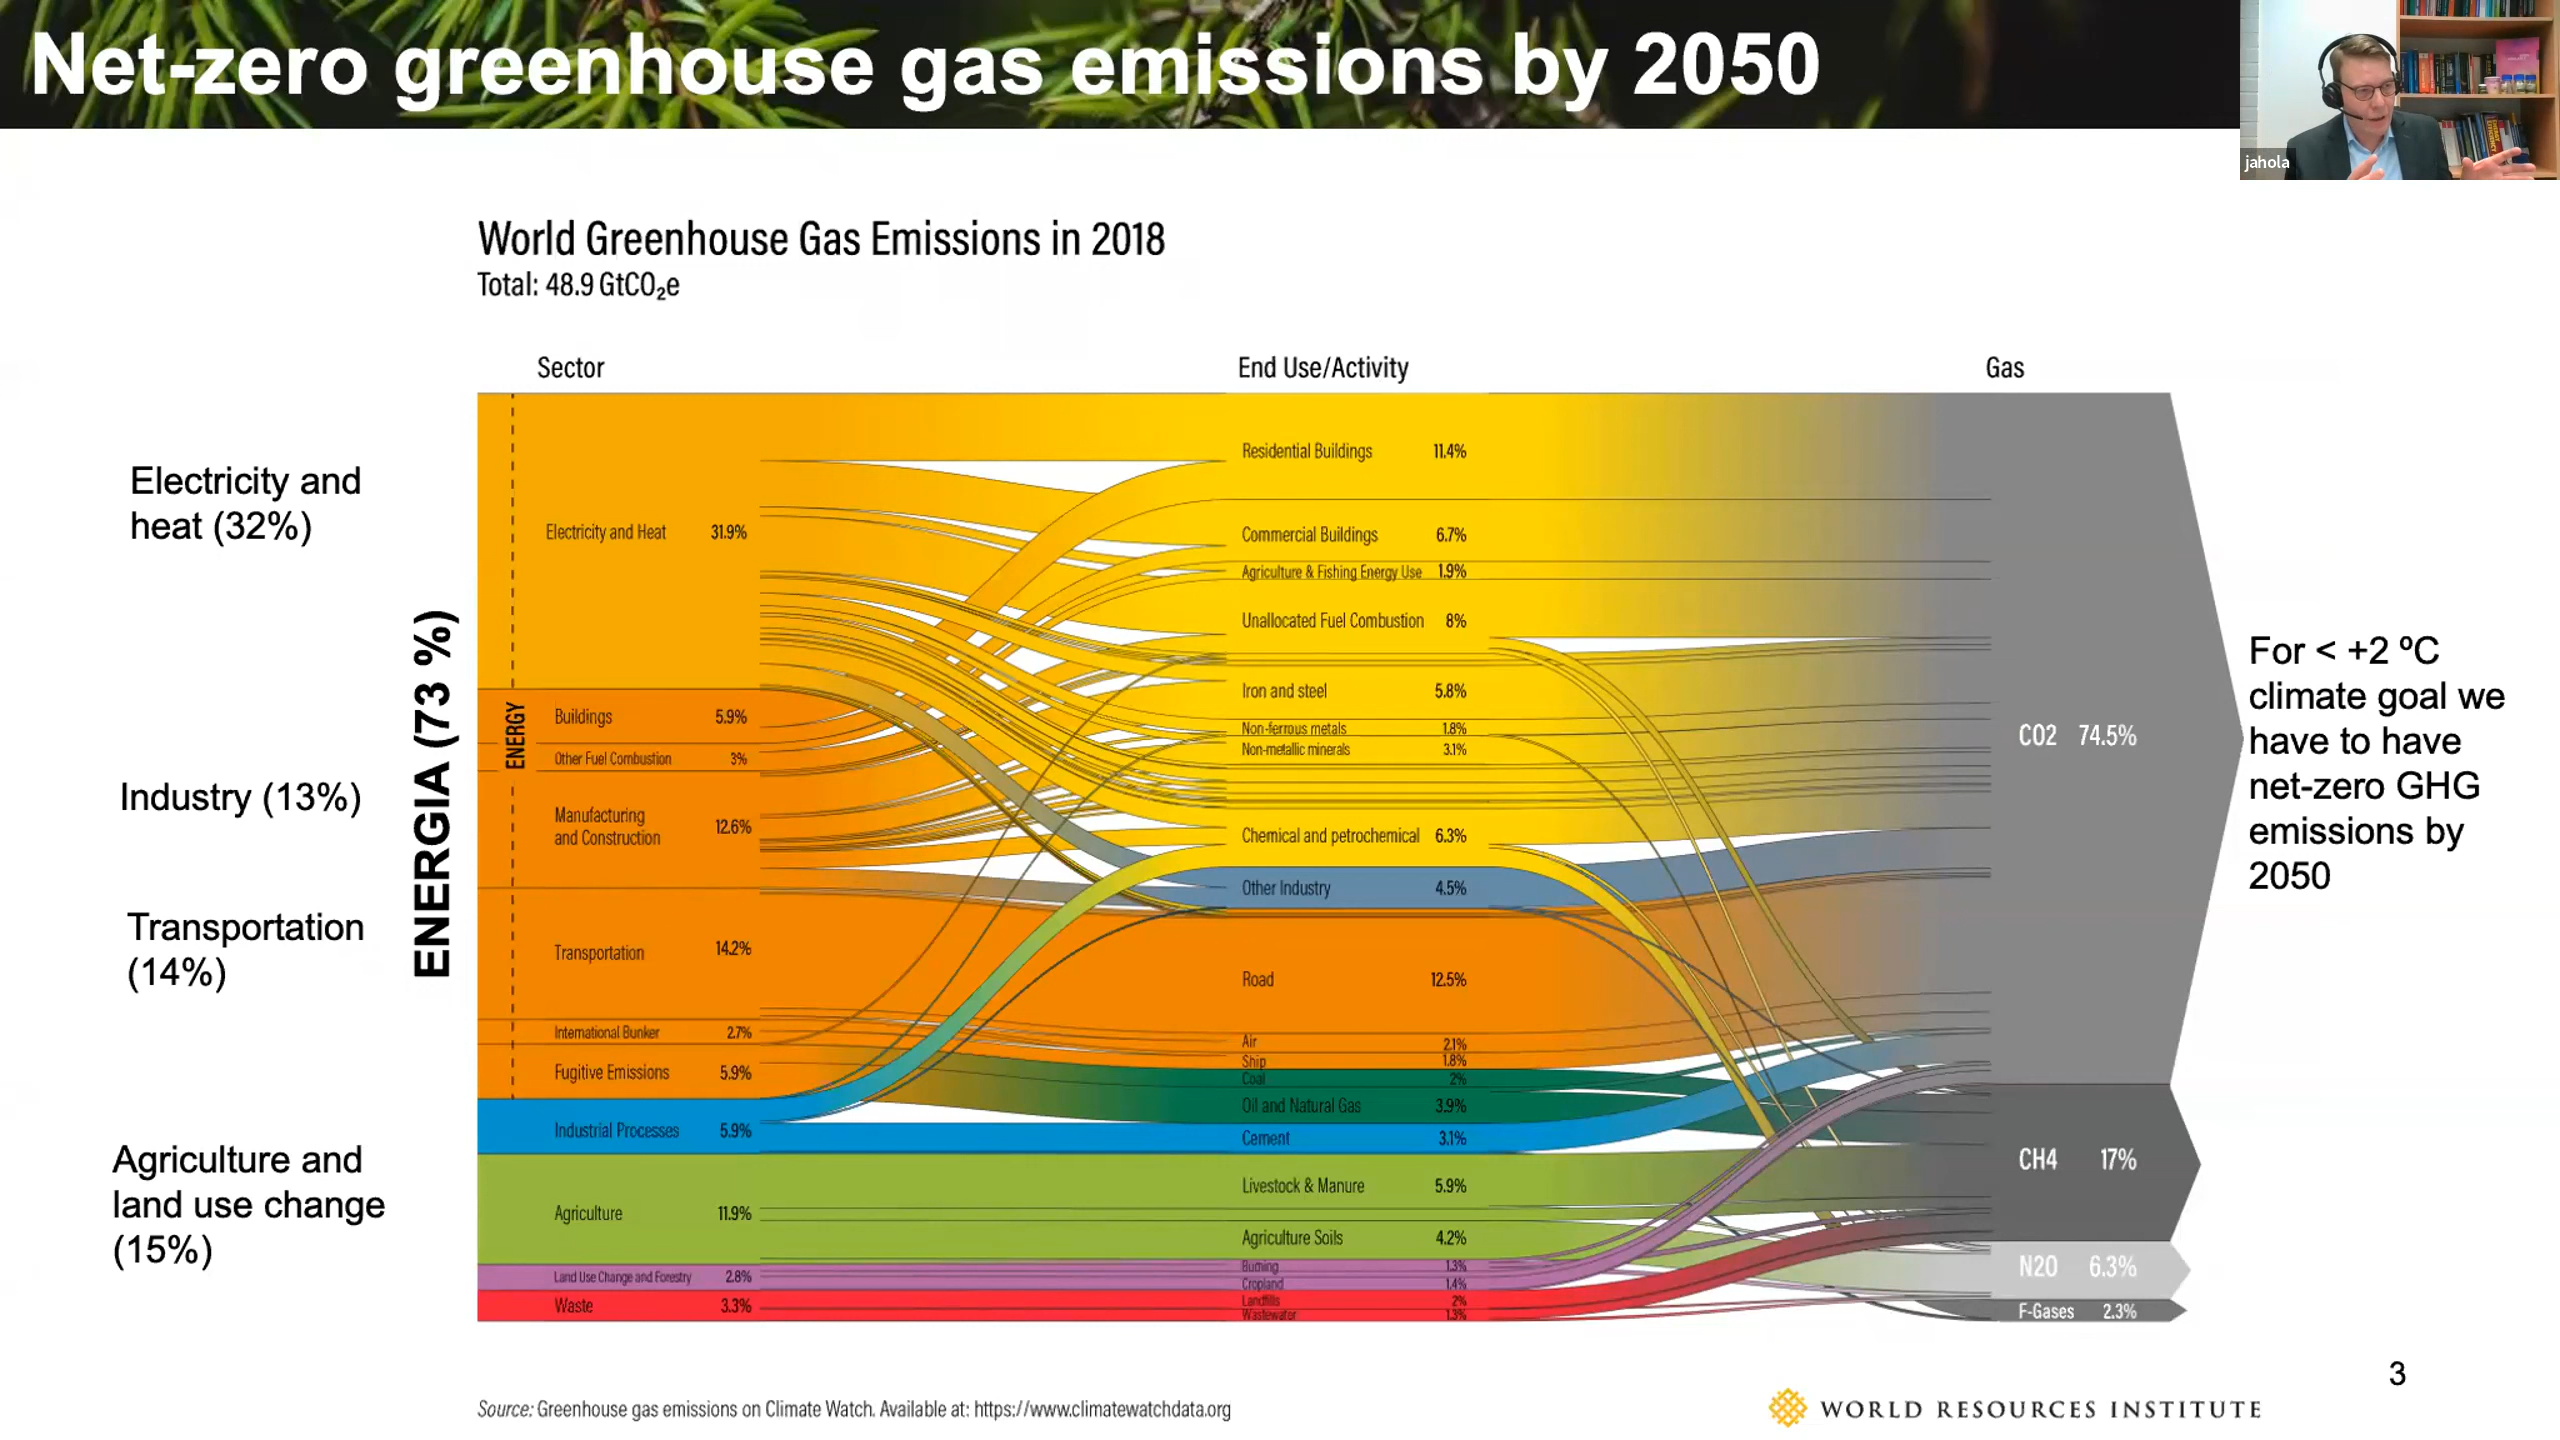 Net-zero greenhouse gas emissions by 2050
jahola
World Greenhouse Gas Emissions in 2018
Total: 48.9 GtCO₂e
Sector
End Use/Activity
Gas
Electricity and
heat (32%)
Industry (13%)
Transportation
(14%)
Agriculture and
land use change
(15%)
ENERGIA (73 %)
ENERGY
Electricity and Heat 31.9%
Buildings 5.9%
Other Fuel Combustion 3%
Manufacturing
and Construction 12.6%
Transportation 14.2%
International Bunker 2.7%
Fugitive Emissions 5.9%
Industrial Processes 5.9%
Agriculture 11.9%
Land Use Change and Forestry 2.8%
Waste 3.3%
Residential Buildings 11.4%
Commercial Buildings 6.7%
Agriculture & Fishing Energy Use 1.9%
Unallocated Fuel Combustion 8%
Iron and steel 5.8%
Non-ferrous metals 1.8%
Non-metallic minerals 3.1%
Chemical and petrochemical 6.3%
Other Industry 4.5%
Road 12.5%
Air 2.1%
Ship 1.8%
Coal 2%
Oil and Natural Gas 3.9%
Cement 3.1%
Livestock & Manure 5.9%
Agriculture Soils 4.2%
Burning 1.3%
Cropland 1.4%
Landfills 2%
Wastewater 1.3%
CO2 74.5%
CH4 17%
N2O 6.3%
F-Gases 2.3%
For < +2 ºC
climate goal we
have to have
net-zero GHG
emissions by
2050
3
Source: Greenhouse gas emissions on Climate Watch. Available at: https://www.climatewatchdata.org
WORLD RESOURCES INSTITUTE